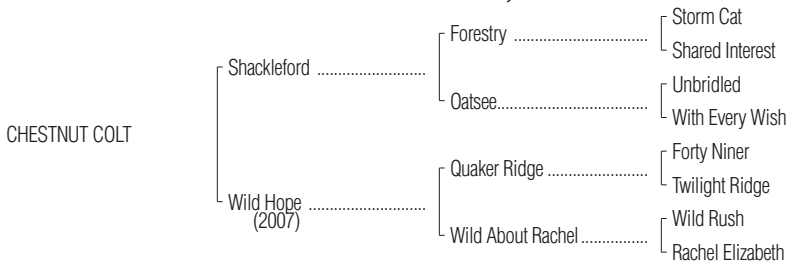 Storm Cat
Forestry ..............................
Shared Interest
Shackleford ........................
Unbridled
Oatsee..................................
With Every Wish
CHESTNUT COLT
Forty Niner
Quaker Ridge .......................
Twilight Ridge
Wild Hope ..........................
(2007)
Wild Rush
Wild About Rachel...............
Rachel Elizabeth